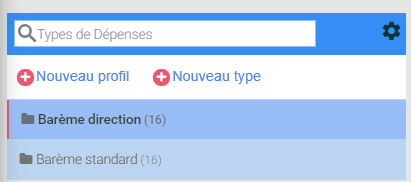 Types de Dépenses
Nouveau profil Nouveau type
Barème direction (16)
Barème standard (16)